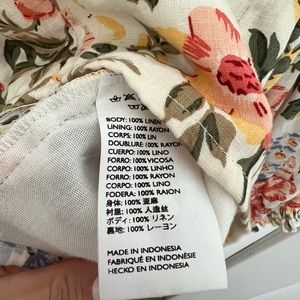 BODY: 100% LINEN
LINING: 100% RAYON
CORPS: 100% LIN
DOUBLURE: 100% RAYON
CUERPO: 100% LINO
FORRO: 100% VISCOSA
CORPO: 100% LINHO
FORRO: 100% RAYON
CORPO: 100% LINO
FODERA: 100% RAYON
身体: 100% 亚麻
衬里: 100% 人造丝
ボディ: 100% リネン
裏地: 100% レーヨン
MADE IN INDONESIA
FABRIQUÉ EN INDONÉSIE
HECHO EN INDONESIA